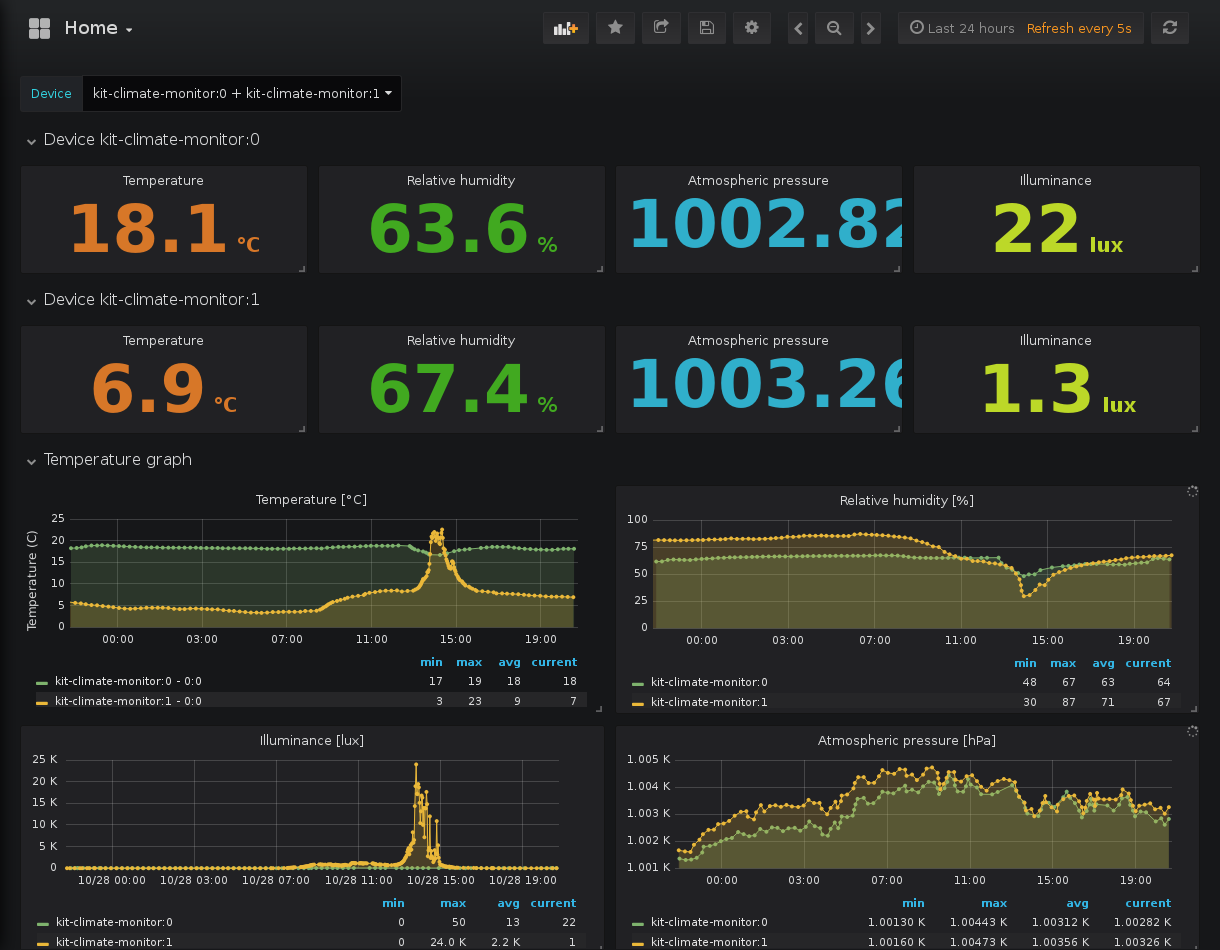 Home
Last 24 hours Refresh every 5s
Device kit-climate-monitor:0 + kit-climate-monitor:1
Device kit-climate-monitor:0
Temperature Relative humidity Atmospheric pressure Illuminance
18.1 °C 63.6 % 1002.82 22 lux
Device kit-climate-monitor:1
Temperature Relative humidity Atmospheric pressure Illuminance
6.9 °C 67.4 % 1003.26 1.3 lux
Temperature graph
Temperature [°C]
Temperature (C)
25
20
15
10
5
0
00:00 03:00 07:00 11:00 15:00 19:00
min max avg current
kit-climate-monitor:0 - 0:0 17 19 18 18
kit-climate-monitor:1 - 0:0 3 23 9 7
Relative humidity [%]
100
75
50
25
0
00:00 03:00 07:00 11:00 15:00 19:00
min max avg current
kit-climate-monitor:0 48 67 63 64
kit-climate-monitor:1 30 87 71 67
Illuminance [lux]
25 K
20 K
15 K
10 K
5 K
0
10/28 00:00 10/28 03:00 10/28 07:00 10/28 11:00 10/28 15:00 10/28 19:00
min max avg current
kit-climate-monitor:0 0 50 13 22
kit-climate-monitor:1 0 24.0 K 2.2 K 1
Atmospheric pressure [hPa]
1.005 K
1.004 K
1.003 K
1.002 K
1.001 K
00:00 03:00 07:00 11:00 15:00 19:00
min max avg current
kit-climate-monitor:0 1.00130 K 1.00443 K 1.00312 K 1.00282 K
kit-climate-monitor:1 1.00160 K 1.00473 K 1.00356 K 1.00326 K